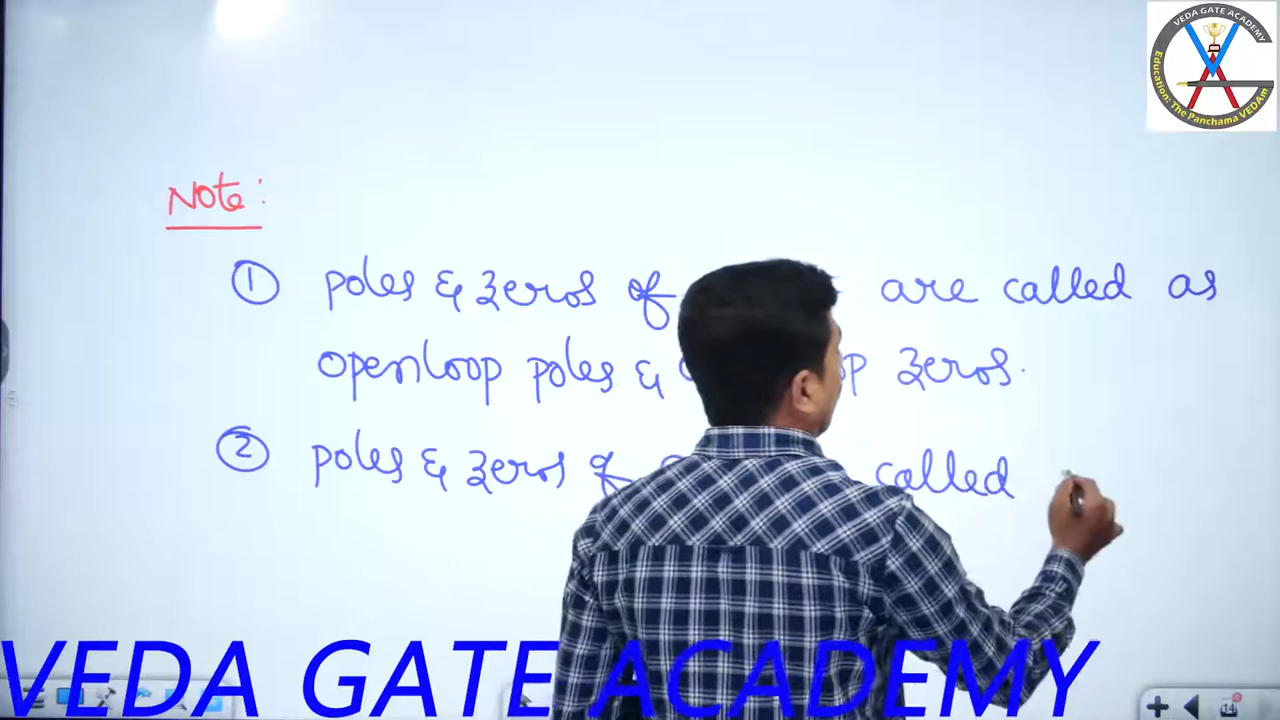 VEDA GATE ACADEMY
Education: The Panchama VEDAm
Note:
① poles & zeros of are called as
openloop poles & zeros.
② poles & zeros of called
VEDA GATE ACADEMY